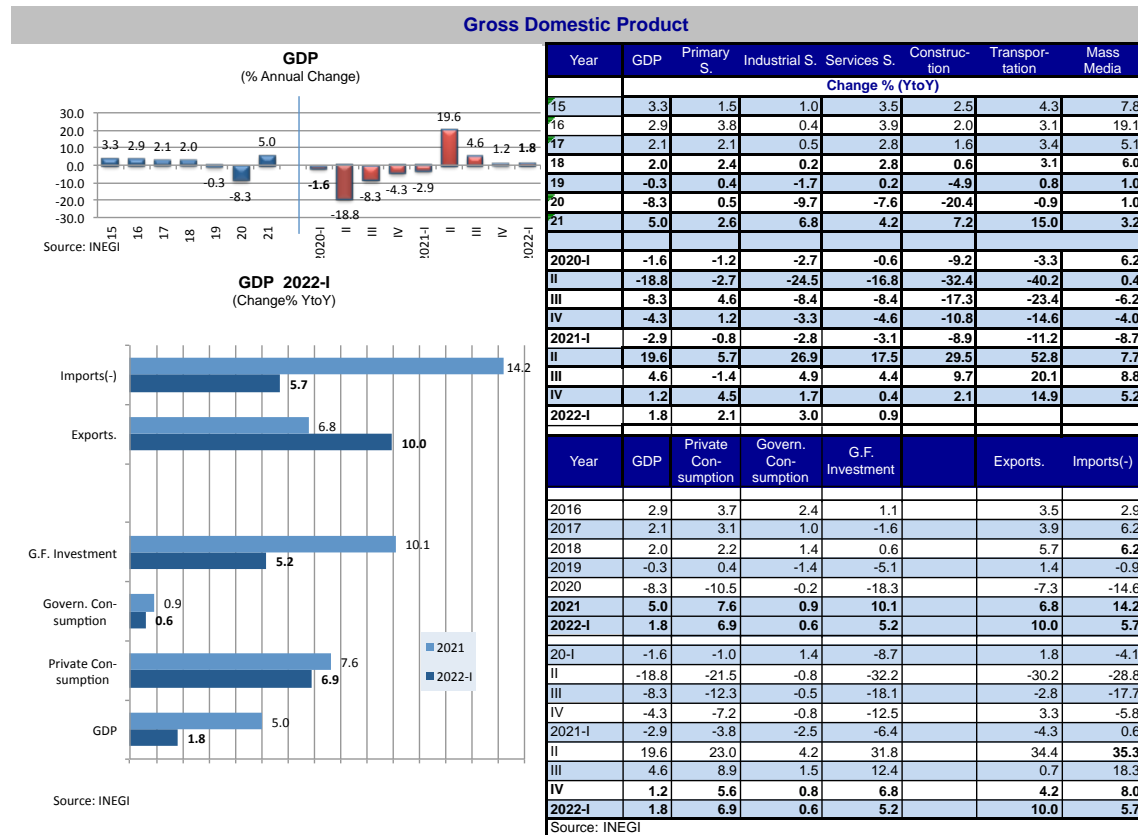 Gross Domestic Product
GDP
(% Annual Change)
30.0
20.0
10.0
0.0
-10.0
-20.0
-30.0
3.3 2.9 2.1 2.0 -0.3 -8.3 5.0 -1.6 -18.8 -8.3 -4.3 -2.9 19.6 4.6 1.2 1.8
15 16 17 18 19 20 21 2020-I II III IV 2021-I II III IV 2022-I
Source: INEGI
GDP 2022-I
(Change% YtoY)
Imports(-) 14.2
5.7
Exports. 6.8
10.0
G.F. Investment 10.1
5.2
Govern. Con-
sumption 0.9
0.6
Private Con-
sumption 7.6
6.9
GDP 5.0
1.8
2021
2022-I
Source: INEGI
Year GDP Primary S. Industrial S. Services S. Construc-tion Transpor-tation Mass Media
Change % (YtoY)
15 3.3 1.5 1.0 3.5 2.5 4.3 7.8
16 2.9 3.8 0.4 3.9 2.0 3.1 19.1
17 2.1 2.1 0.5 2.8 1.6 3.4 5.1
18 2.0 2.4 0.2 2.8 0.6 3.1 6.0
19 -0.3 0.4 -1.7 0.2 -4.9 0.8 1.0
20 -8.3 0.5 -9.7 -7.6 -20.4 -0.9 1.0
21 5.0 2.6 6.8 4.2 7.2 15.0 3.2
2020-I -1.6 -1.2 -2.7 -0.6 -9.2 -3.3 6.2
II -18.8 -2.7 -24.5 -16.8 -32.4 -40.2 0.4
III -8.3 4.6 -8.4 -8.4 -17.3 -23.4 -6.2
IV -4.3 1.2 -3.3 -4.6 -10.8 -14.6 -4.0
2021-I -2.9 -0.8 -2.8 -3.1 -8.9 -11.2 -8.7
II 19.6 5.7 26.9 17.5 29.5 52.8 7.7
III 4.6 -1.4 4.9 4.4 9.7 20.1 8.8
IV 1.2 4.5 1.7 0.4 2.1 14.9 5.2
2022-I 1.8 2.1 3.0 0.9
Year GDP Private Con-sumption Govern. Con-sumption G.F. Investment Exports. Imports(-)
2016 2.9 3.7 2.4 1.1 3.5 2.9
2017 2.1 3.1 1.0 -1.6 3.9 6.2
2018 2.0 2.2 1.4 0.6 5.7 6.2
2019 -0.3 0.4 -1.4 -5.1 1.4 -0.9
2020 -8.3 -10.5 -0.2 -18.3 -7.3 -14.6
2021 5.0 7.6 0.9 10.1 6.8 14.2
2022-I 1.8 6.9 0.6 5.2 10.0 5.7
20-I -1.6 -1.0 1.4 -8.7 1.8 -4.1
II -18.8 -21.5 -0.8 -32.2 -30.2 -28.8
III -8.3 -12.3 -0.5 -18.1 -2.8 -17.7
IV -4.3 -7.2 -0.8 -12.5 3.3 -5.8
2021-I -2.9 -3.8 -2.5 -6.4 -4.3 0.6
II 19.6 23.0 4.2 31.8 34.4 35.3
III 4.6 8.9 1.5 12.4 0.7 18.3
IV 1.2 5.6 0.8 6.8 4.2 8.0
2022-I 1.8 6.9 0.6 5.2 10.0 5.7
Source: INEGI